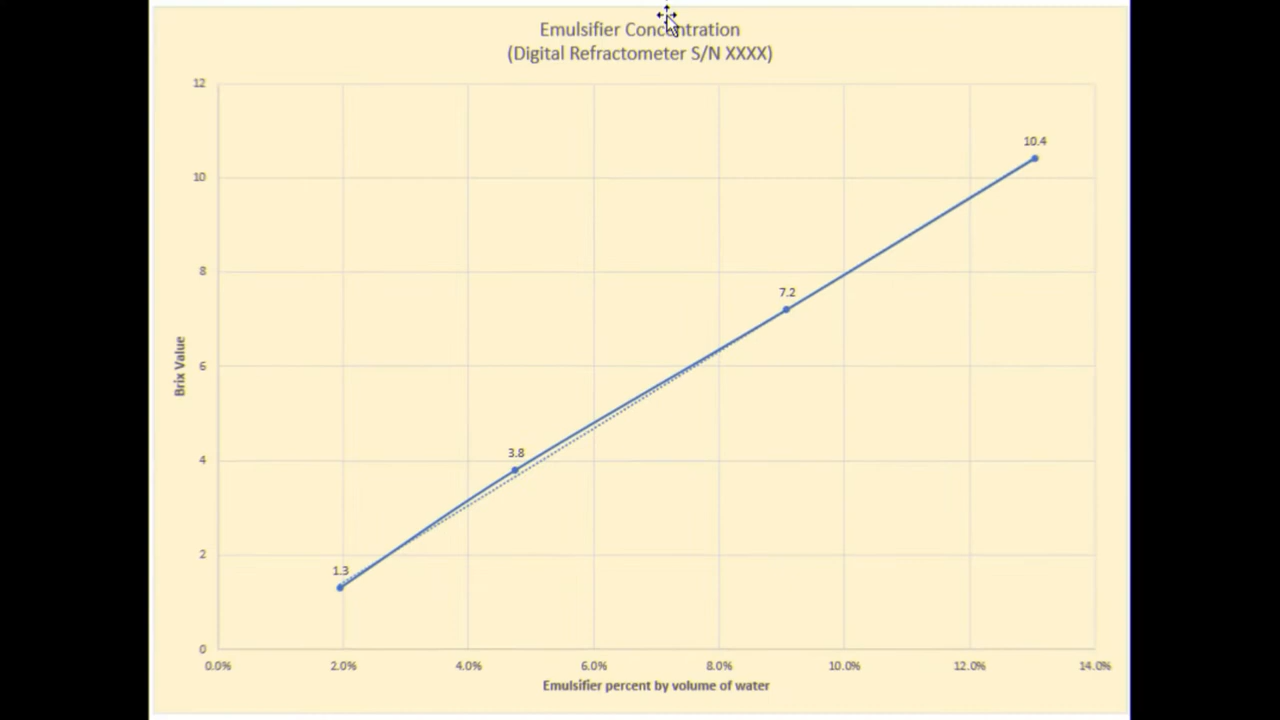 Emulsifier Concentration
(Digital Refractometer S/N XXXX)
12
10.4
10
8
7.2
Brix Value
6
4
3.8
2
1.3
0
0.0% 2.0% 4.0% 6.0% 8.0% 10.0% 12.0% 14.0%
Emulsifier percent by volume of water